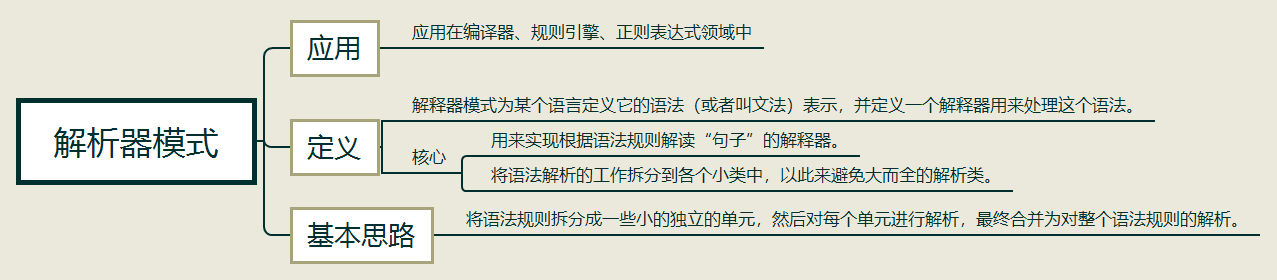 解析器模式
应用
应用在编译器、规则引擎、正则表达式领域中
定义
解释器模式为某个语言定义它的语法（或者叫文法）表示，并定义一个解释器用来处理这个语法。
核心
用来实现根据语法规则解读“句子”的解释器。
将语法解析的工作拆分到各个小类中，以此来避免大而全的解析类。
基本思路
将语法规则拆分成一些小的独立的单元，然后对每个单元进行解析，最终合并为对整个语法规则的解析。